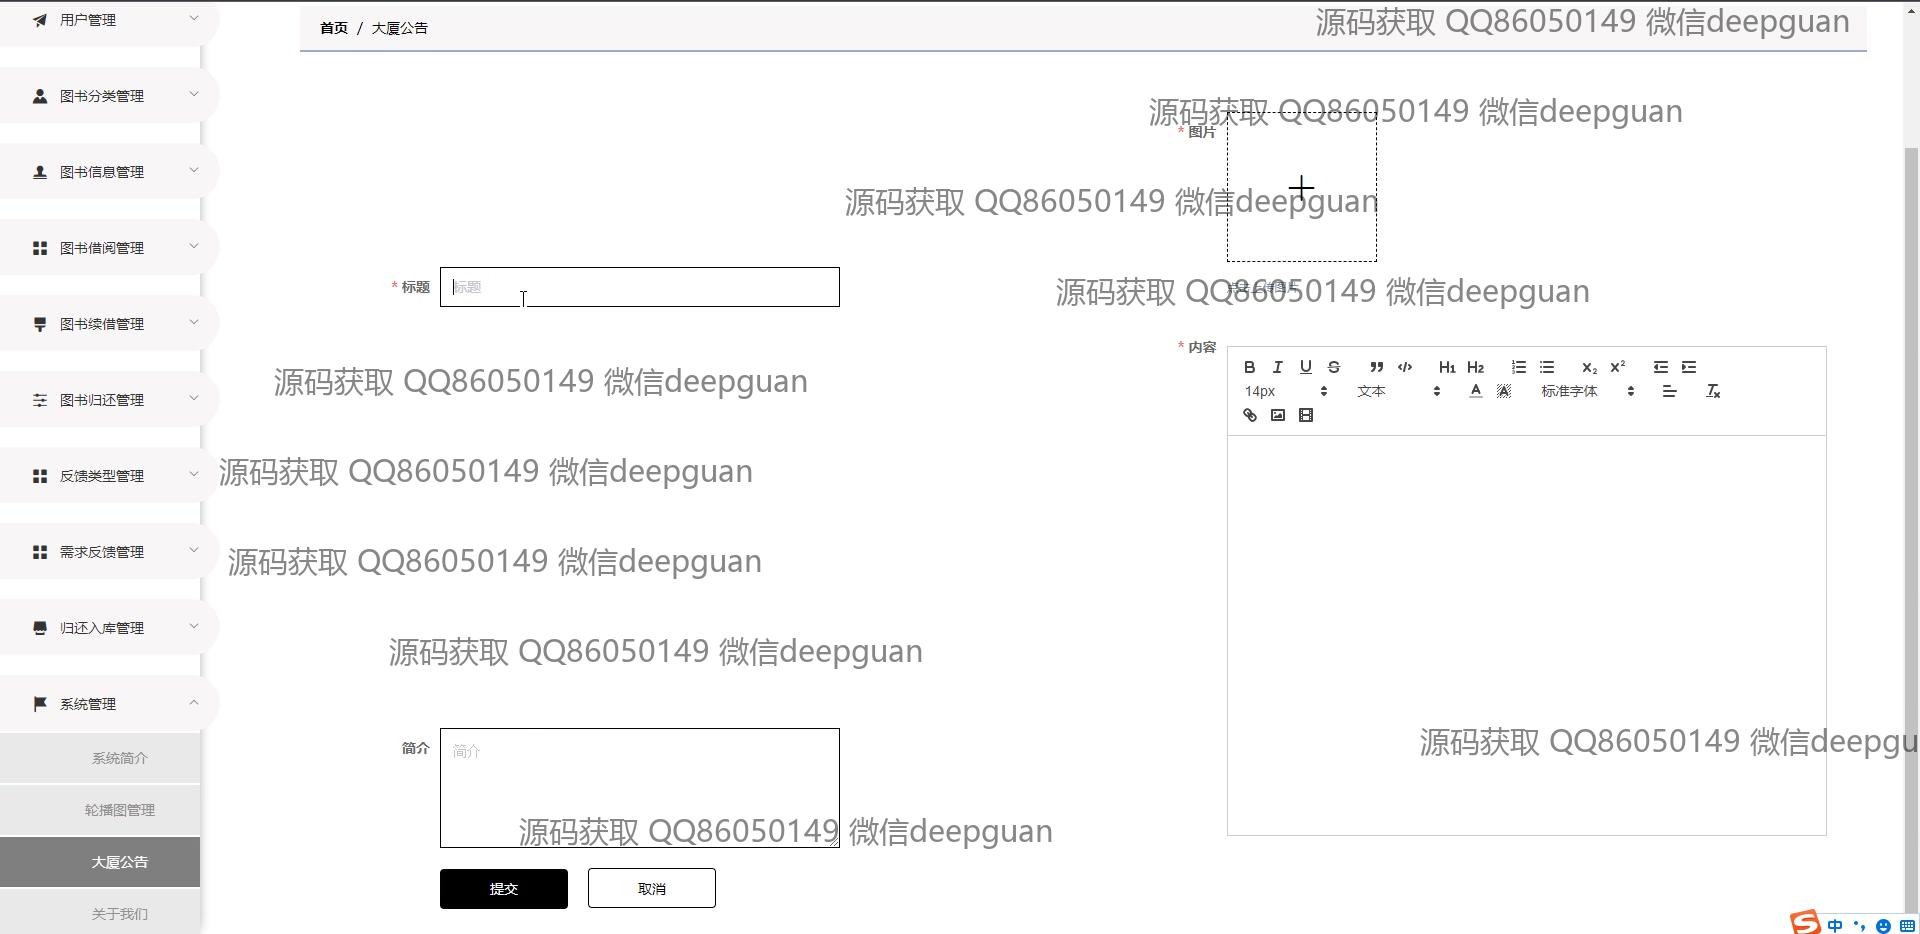 用户管理
首页 / 大厦公告
源码获取 QQ86050149 微信deepguan
图书分类管理
源码获取 QQ86050149 微信deepguan
* 图片
图书信息管理
源码获取 QQ86050149 微信deepguan
图书借阅管理
* 标题
标题
点击上传图片
源码获取 QQ86050149 微信deepguan
图书续借管理
* 内容
B I U S H1 H2 x₂ x²
14px 文本 A A 标准字体 Tx
源码获取 QQ86050149 微信deepguan
图书归还管理
源码获取 QQ86050149 微信deepguan
反馈类型管理
源码获取 QQ86050149 微信deepguan
需求反馈管理
归还入库管理
源码获取 QQ86050149 微信deepguan
系统管理
源码获取 QQ86050149 微信deepgu
简介
简介
系统简介
轮播图管理
源码获取 QQ86050149 微信deepguan
大厦公告
提交
取消
关于我们
S 中